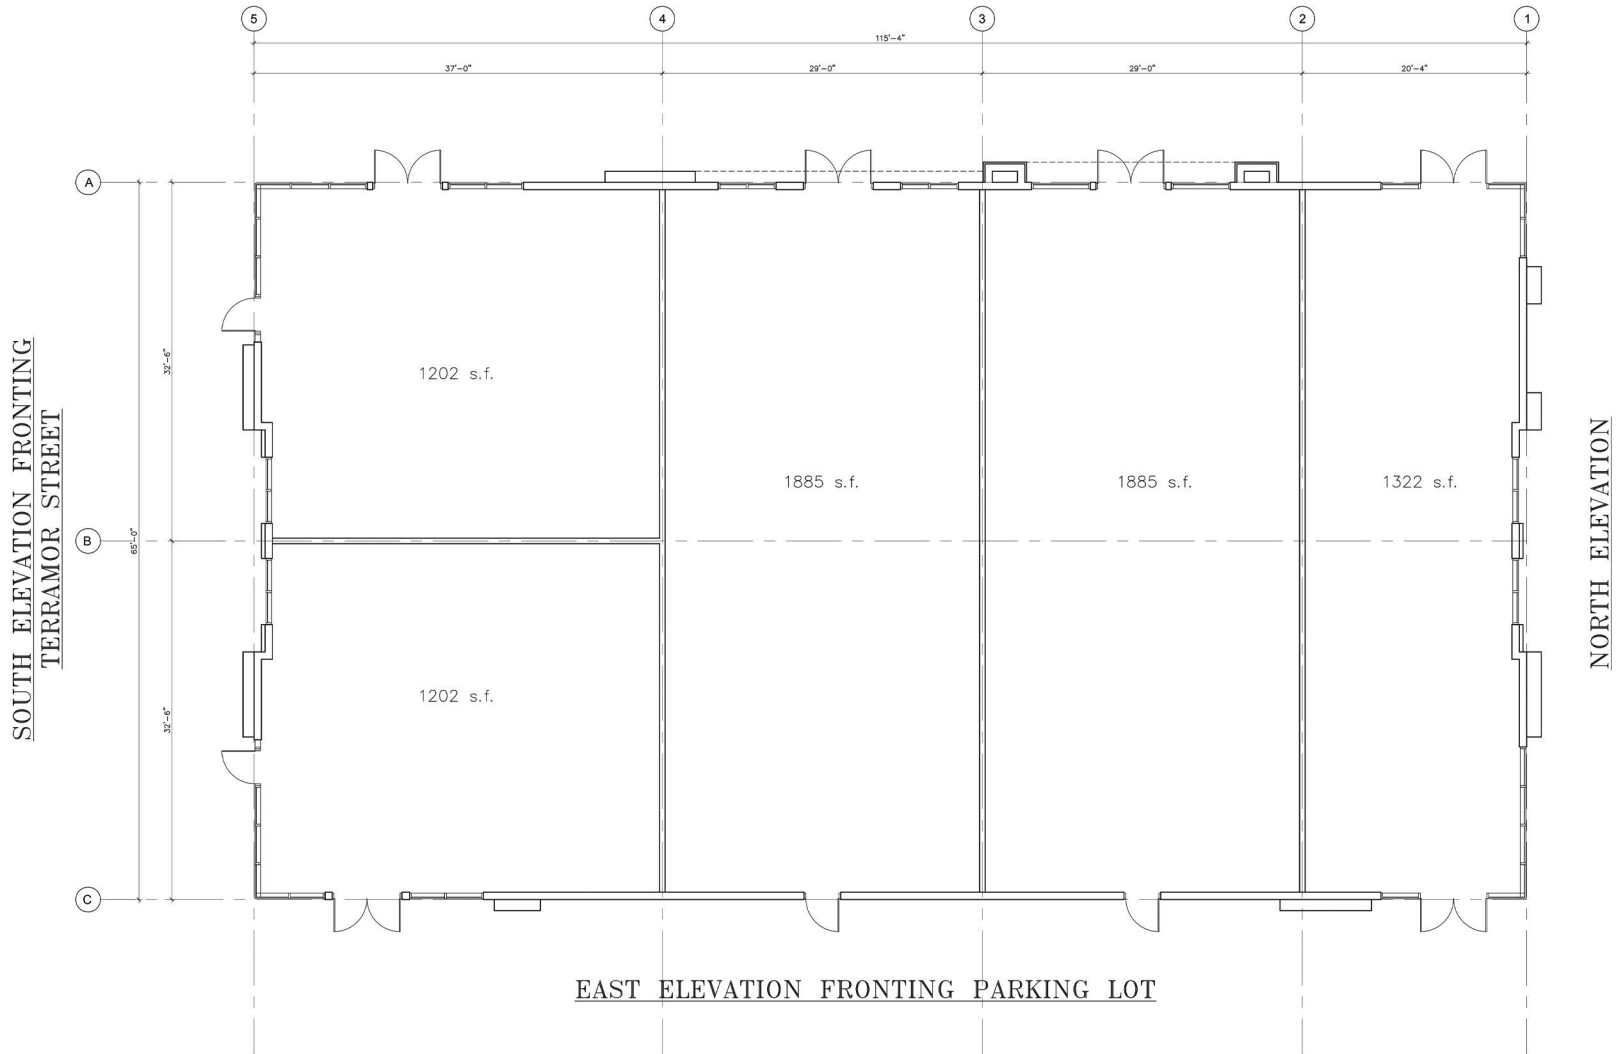 5 4 3 2 1
115'-4"
37'-0" 29'-0" 29'-0" 20'-4"
A
32'-6"
1202 s.f.
SOUTH ELEVATION FRONTING
TERRAMOR STREET
1885 s.f. 1885 s.f. 1322 s.f.
NORTH ELEVATION
B
65'-0"
1202 s.f.
32'-6"
C
EAST ELEVATION FRONTING PARKING LOT